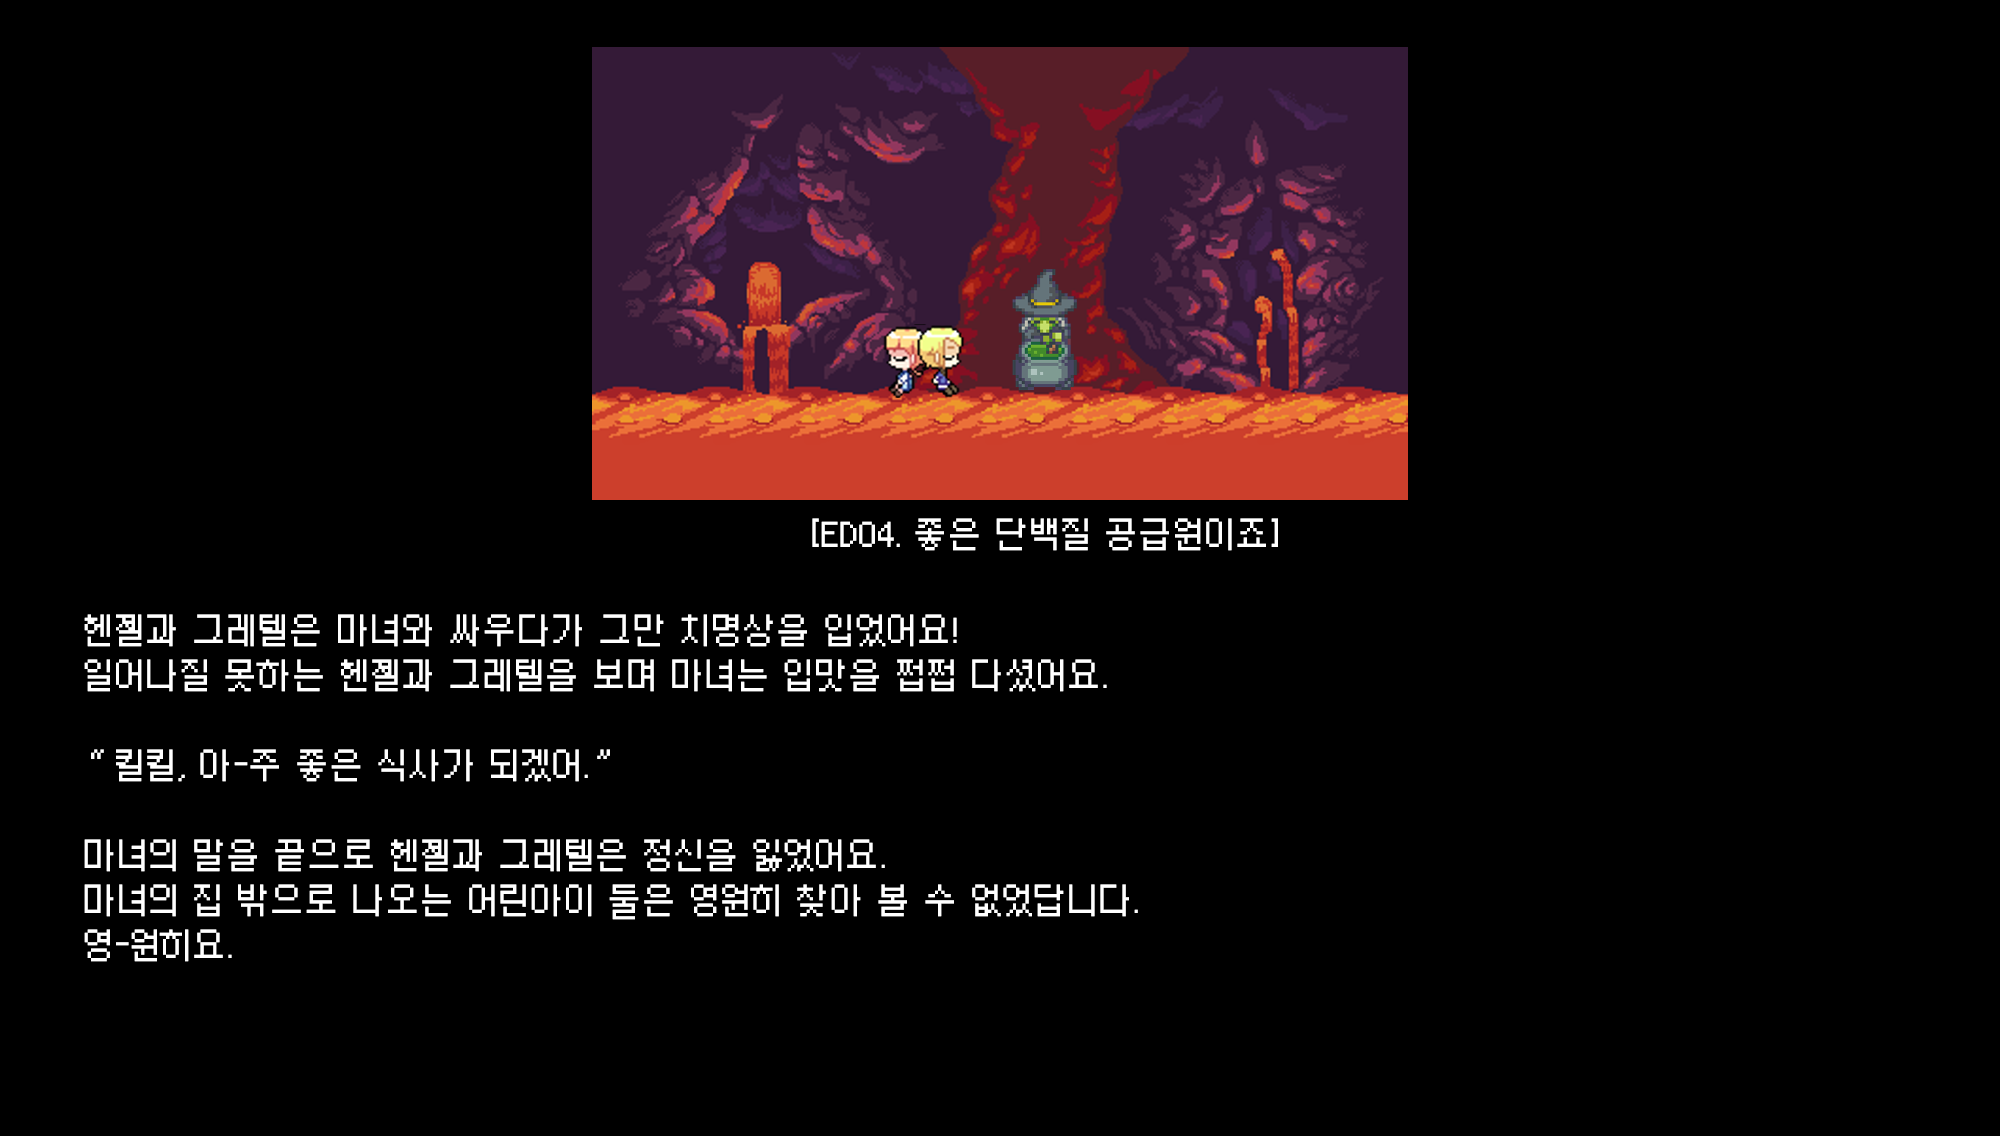 [ED04. 좋은 단백질 공급원이죠]
헨젤과 그레텔은 마녀와 싸우다가 그만 치명상을 입었어요!
일어나질 못하는 헨젤과 그레텔을 보며 마녀는 입맛을 쩝쩝 다셨어요.
“킬킬, 아-주 좋은 식사가 되겠어.”
마녀의 말을 끝으로 헨젤과 그레텔은 정신을 잃었어요.
마녀의 집 밖으로 나오는 어린아이 둘은 영원히 찾아 볼 수 없었답니다.
영-원히요.